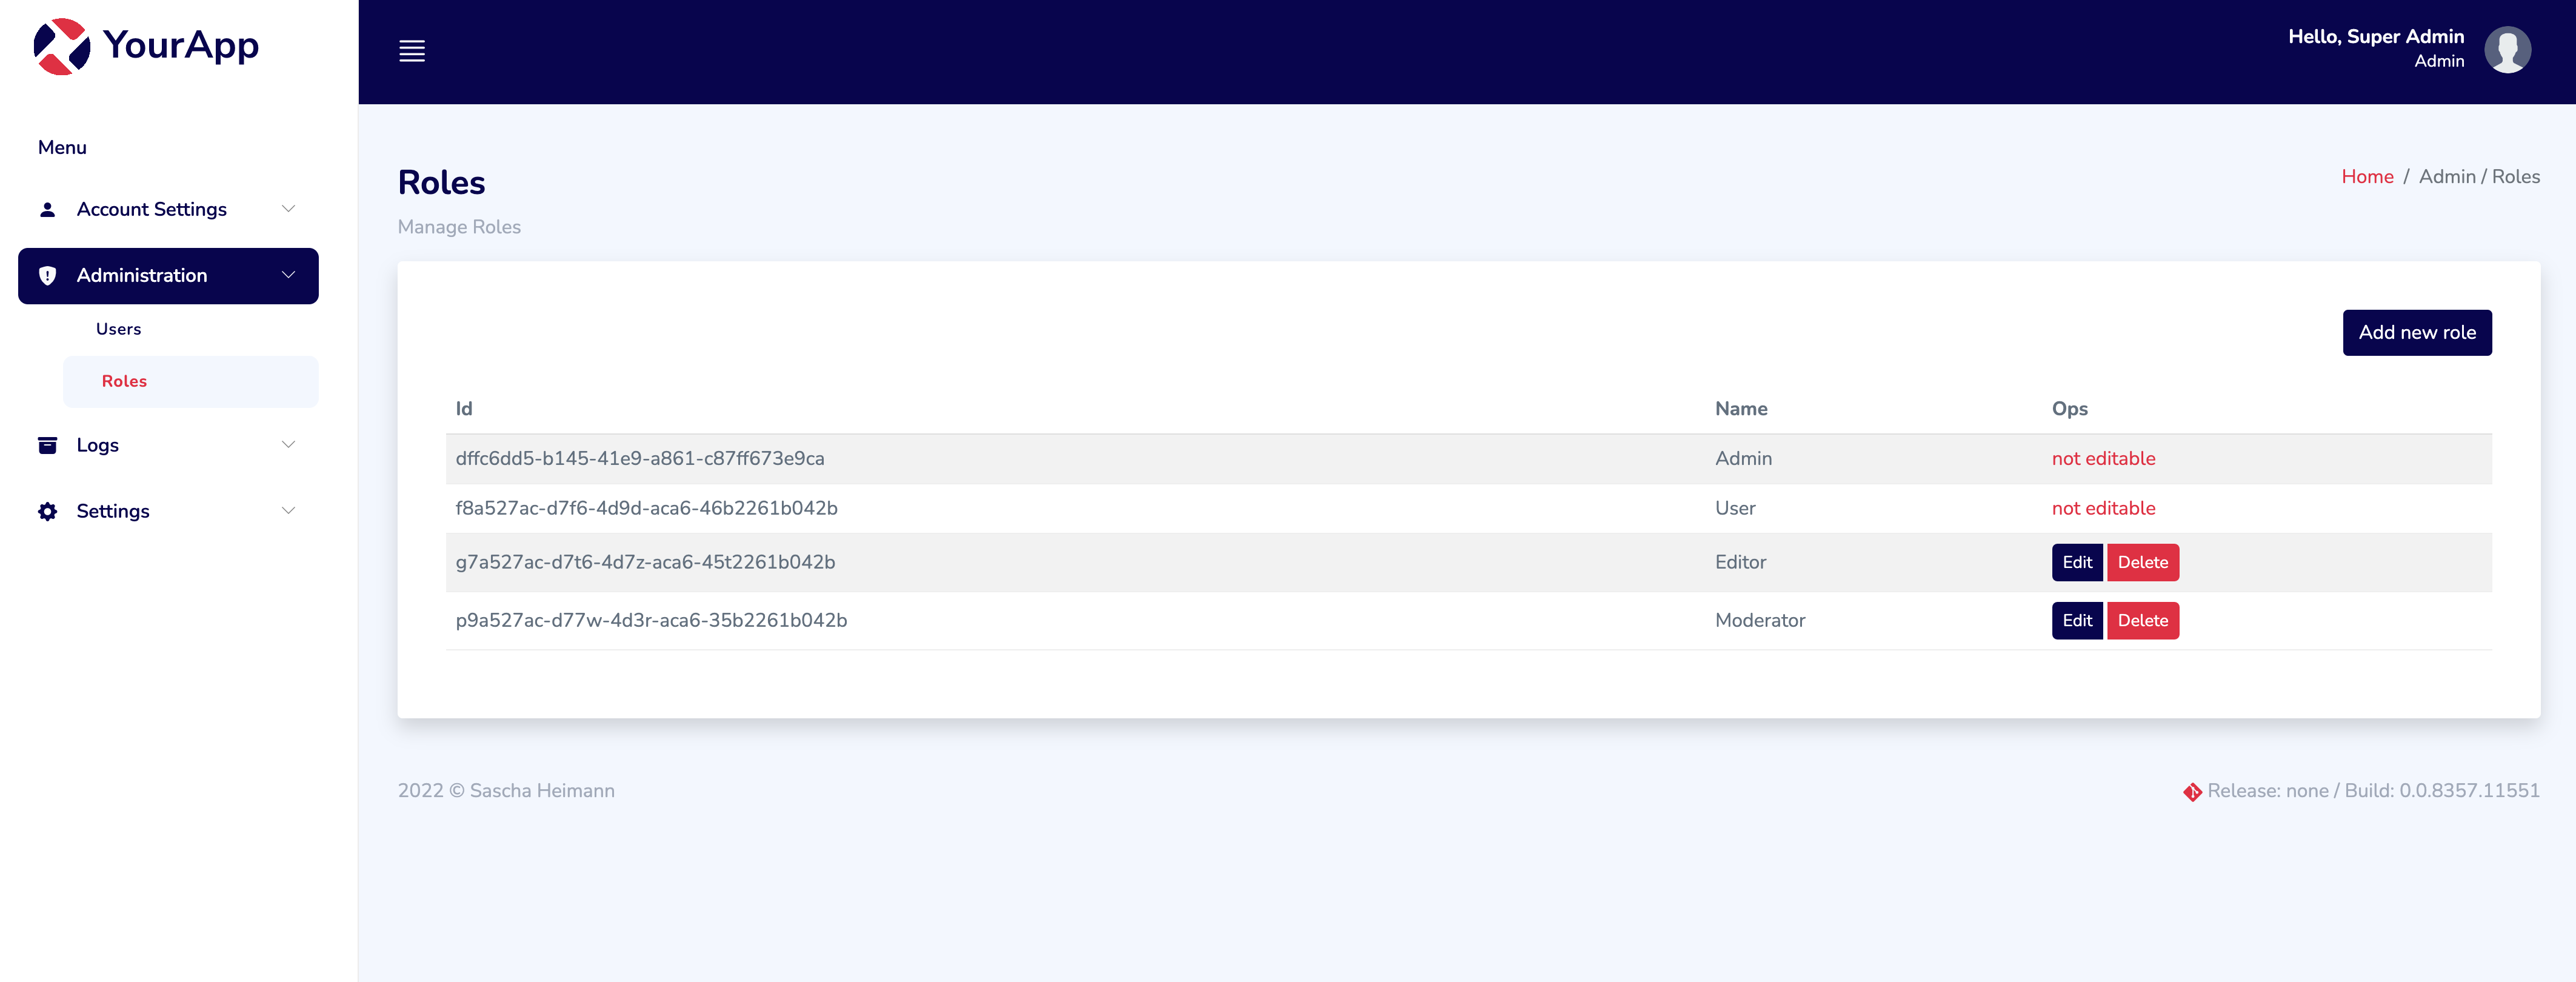 YourApp
Hello, Super Admin
Admin
Menu
Account Settings
Administration
Users
Roles
Logs
Settings
Roles
Home / Admin / Roles
Manage Roles
Add new role
Id Name Ops
dffc6dd5-b145-41e9-a861-c87ff673e9ca Admin not editable
f8a527ac-d7f6-4d9d-aca6-46b2261b042b User not editable
g7a527ac-d7t6-4d7z-aca6-45t2261b042b Editor Edit Delete
p9a527ac-d77w-4d3r-aca6-35b2261b042b Moderator Edit Delete
2022 © Sascha Heimann
Release: none / Build: 0.0.8357.11551